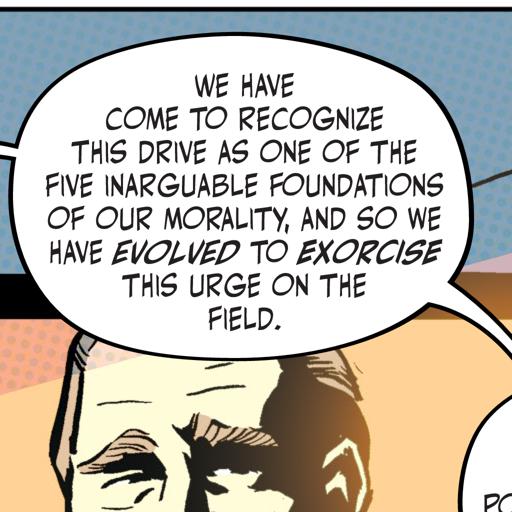 WE HAVE
COME TO RECOGNIZE
THIS DRIVE AS ONE OF THE
FIVE INARGUABLE FOUNDATIONS
OF OUR MORALITY, AND SO WE
HAVE EVOLVED TO EXORCISE
THIS URGE ON THE
FIELD.